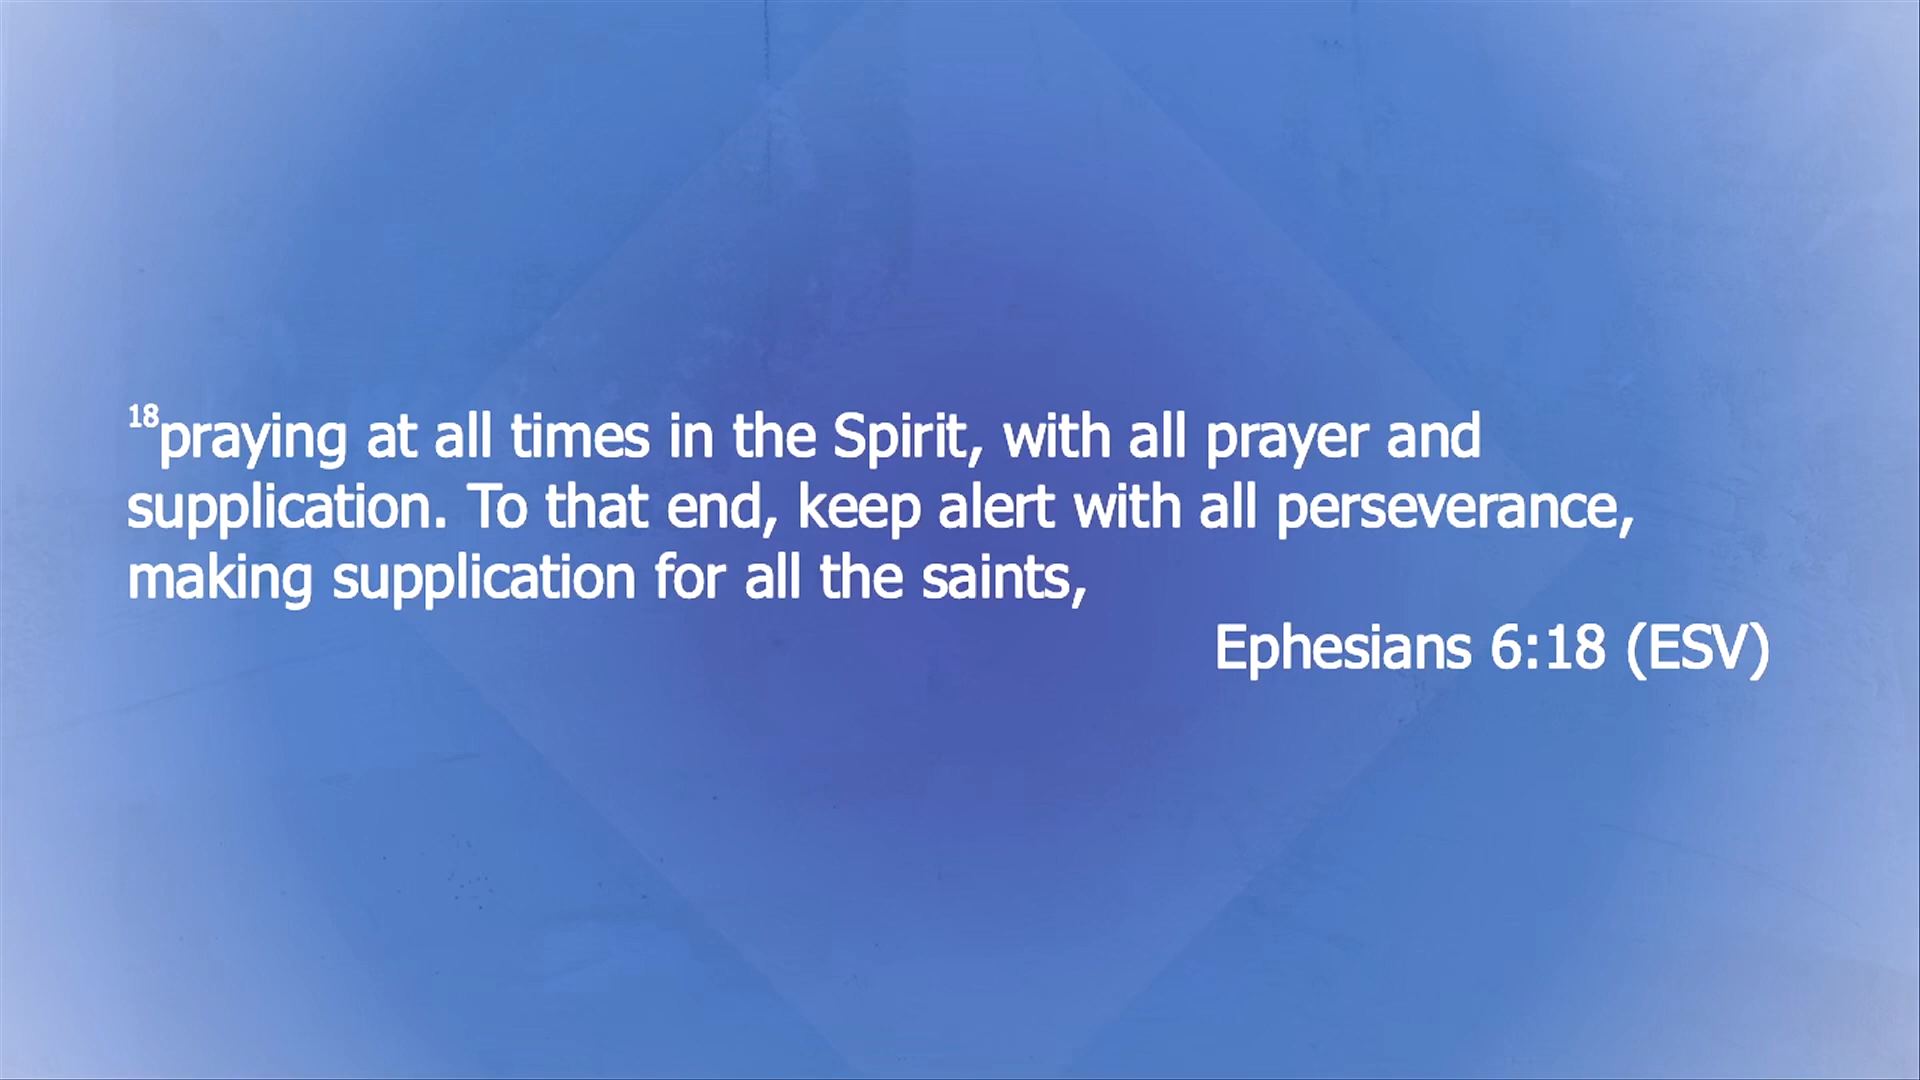 18praying at all times in the Spirit, with all prayer and
supplication. To that end, keep alert with all perseverance,
making supplication for all the saints,
Ephesians 6:18 (ESV)